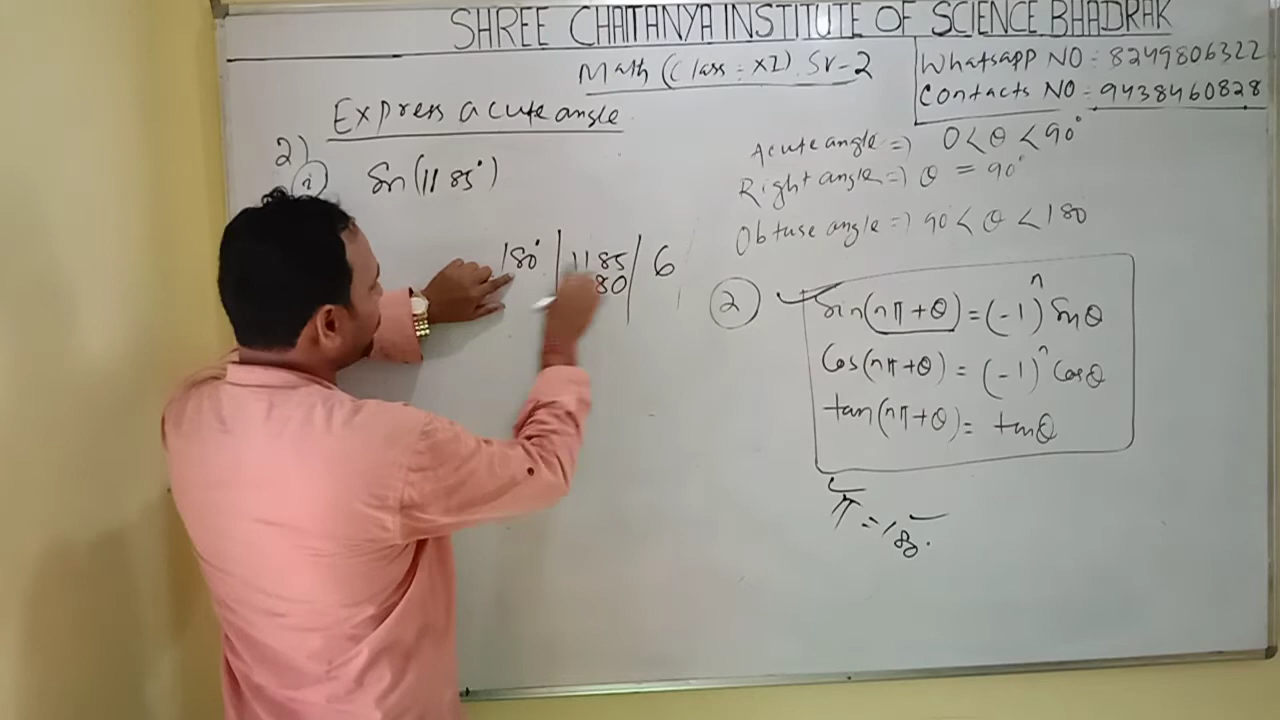 SHREE CHAITANYA INSTITUTE OF SCIENCE BHADRAK
Math (Class : XI) Sr-2
Whatsapp NO : 8249806322
Contacts NO : 9438460828
Express acute angle
2)
(i) Sin(1185°)
180° | 1185 | 6
80
Acute angle => 0 < θ < 90°
Right angle => θ = 90°
Obtuse angle => 90 < θ < 180
2 Sin(nπ+θ) = (-1)ⁿ Sinθ
Cos(nπ+θ) = (-1)ⁿ Cosθ
tan(nπ+θ) = tanθ
π = 180